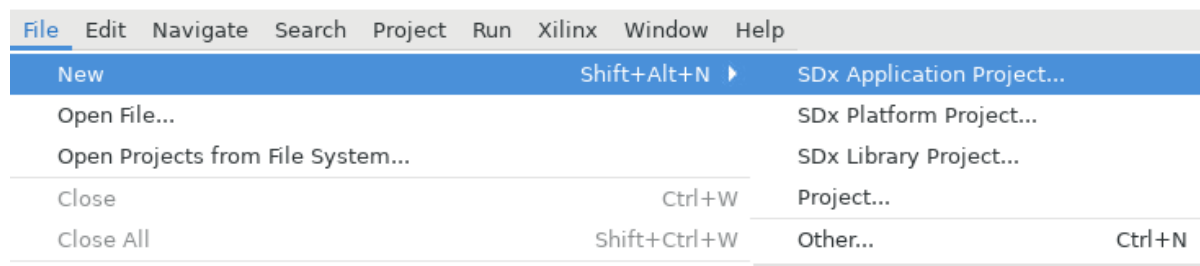 File Edit Navigate Search Project Run Xilinx Window Help
New Shift+Alt+N SDx Application Project...
Open File... SDx Platform Project...
Open Projects from File System... SDx Library Project...
Close Ctrl+W Project...
Close All Shift+Ctrl+W Other... Ctrl+N